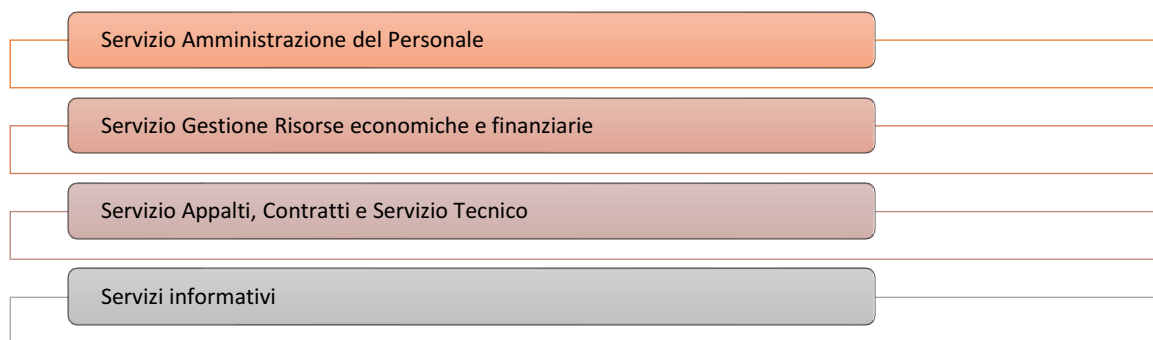 Servizio Amministrazione del Personale
Servizio Gestione Risorse economiche e finanziarie
Servizio Appalti, Contratti e Servizio Tecnico
Servizi informativi